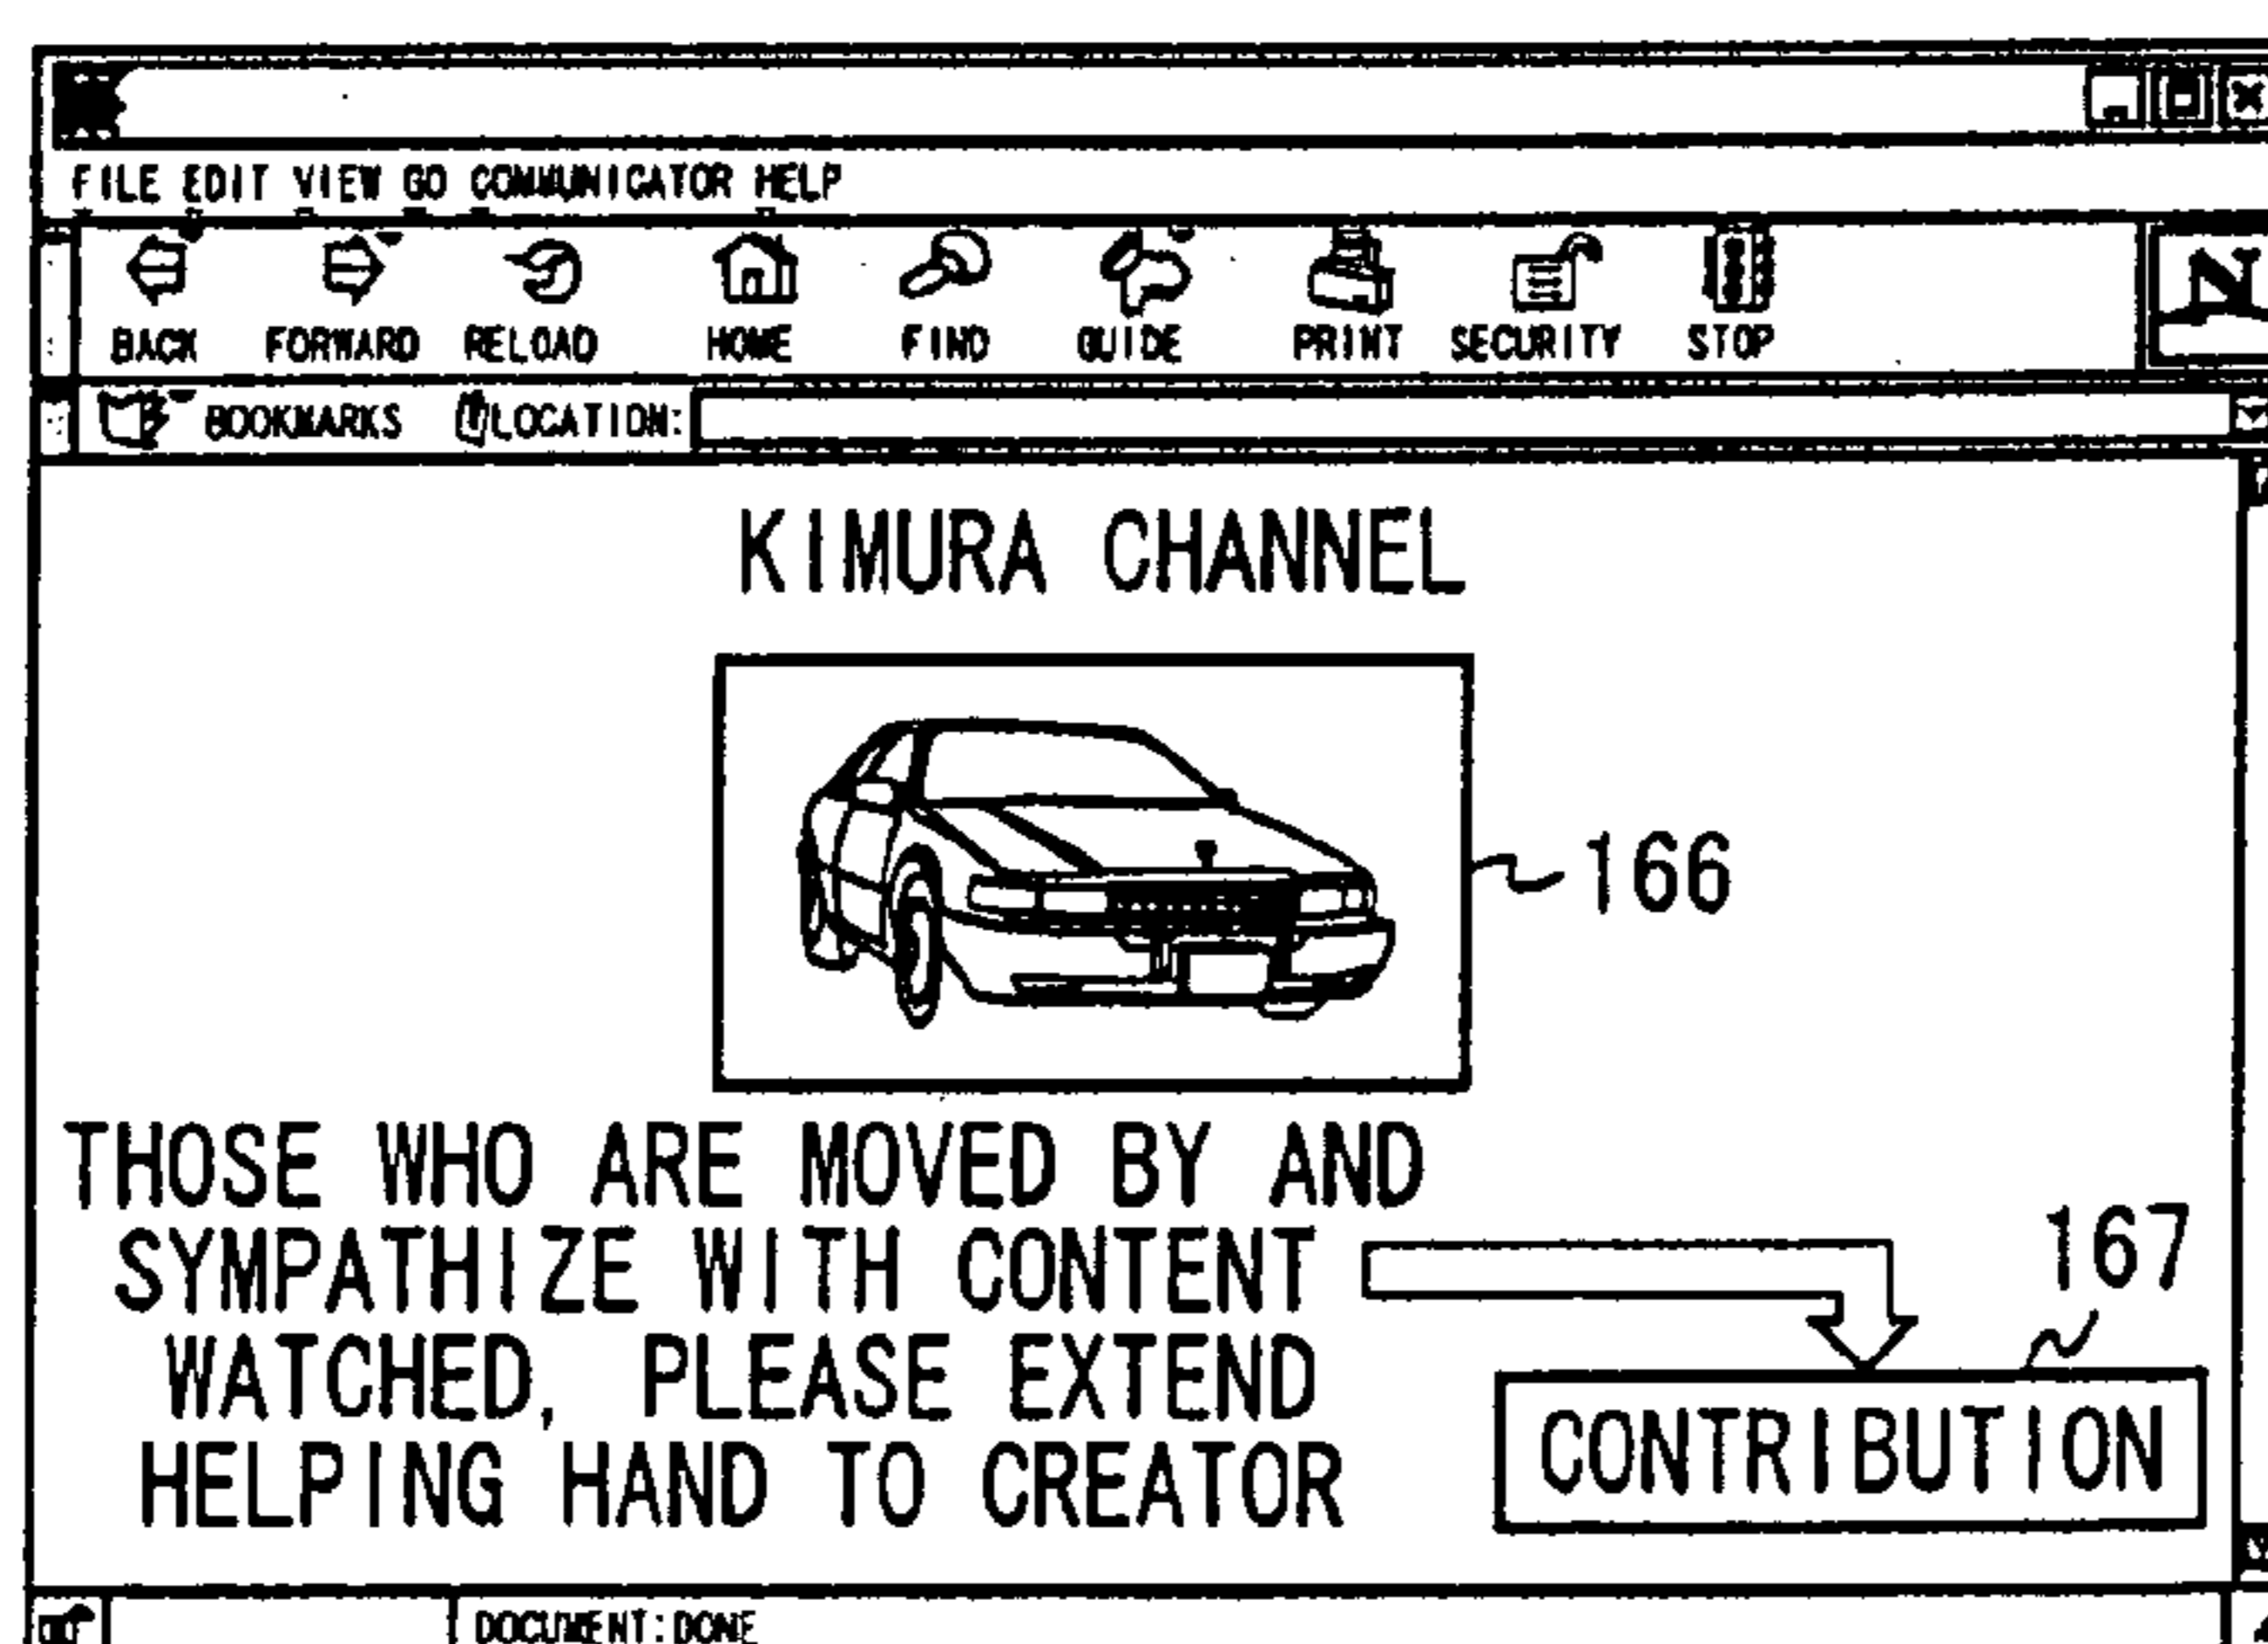 FILE EDIT VIEW GO COMMUNICATOR HELP
BACK FORWARD RELOAD HOME FIND GUIDE PRINT SECURITY STOP
N
BOOKMARKS LOCATION:
KIMURA CHANNEL
166
THOSE WHO ARE MOVED BY AND
SYMPATHIZE WITH CONTENT
167
WATCHED, PLEASE EXTEND
HELPING HAND TO CREATOR
CONTRIBUTION
DOCUMENT:DONE